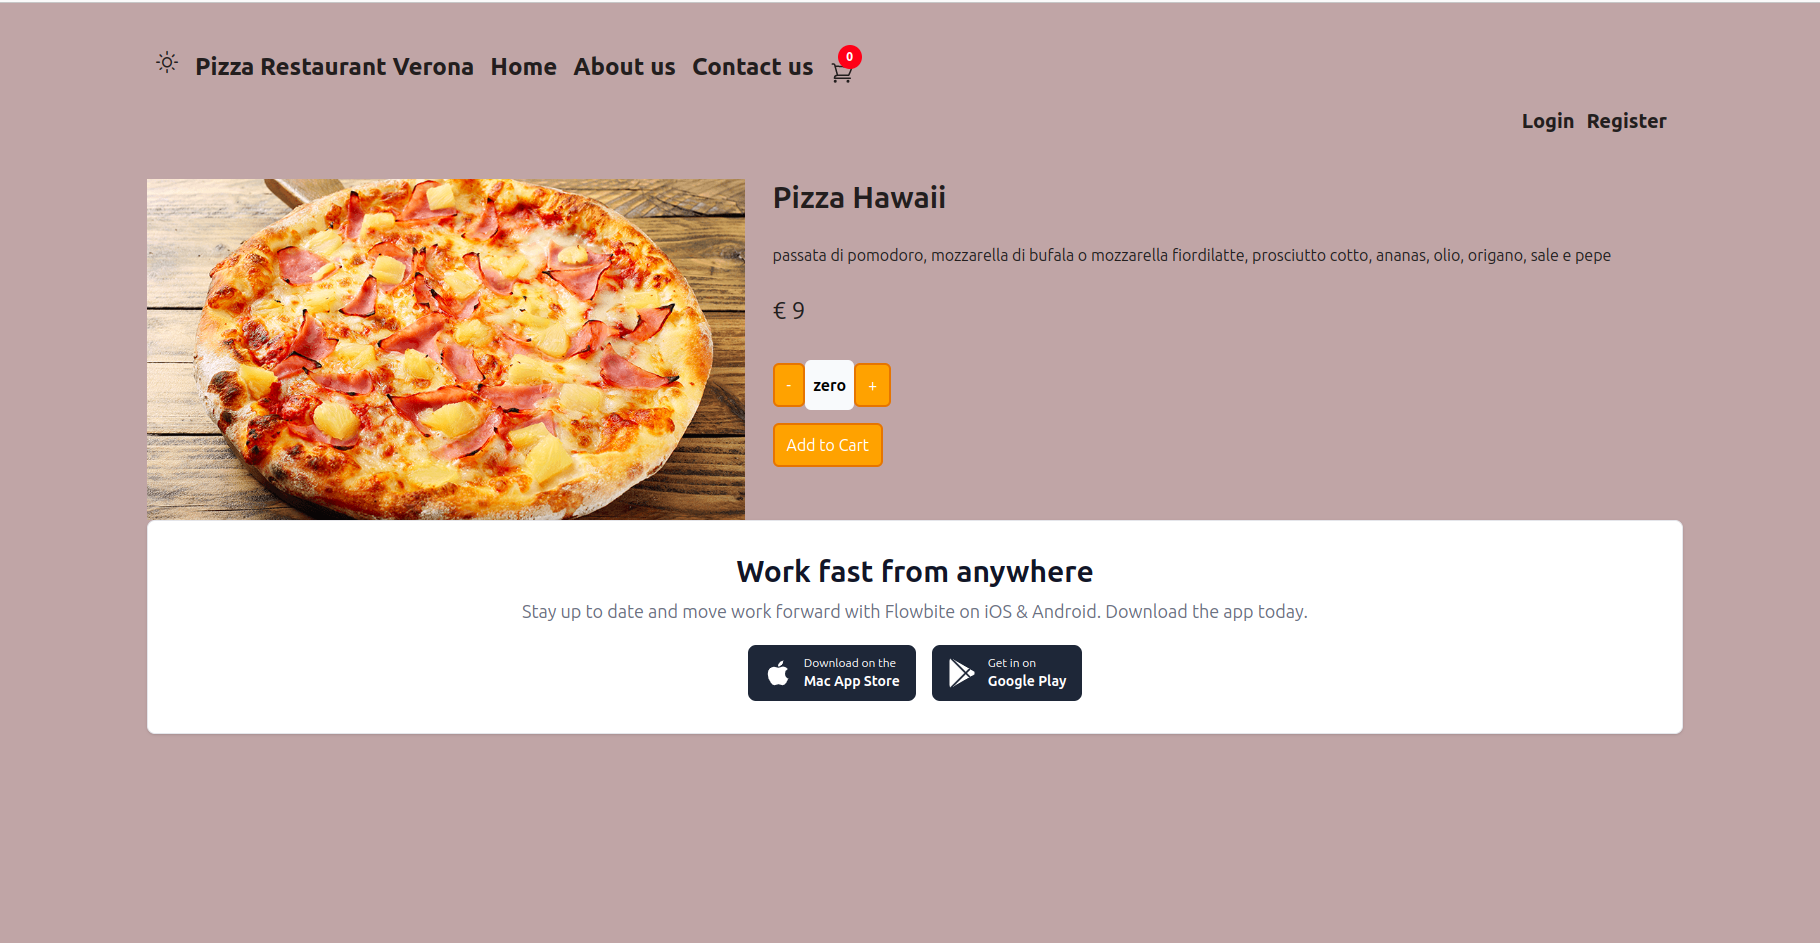 Pizza Restaurant Verona Home About us Contact us 0
Login Register
Pizza Hawaii
passata di pomodoro, mozzarella di bufala o mozzarella fiordilatte, prosciutto cotto, ananas, olio, origano, sale e pepe
€ 9
- zero +
Add to Cart
Work fast from anywhere
Stay up to date and move work forward with Flowbite on iOS & Android. Download the app today.
Download on the
Mac App Store
Get in on
Google Play